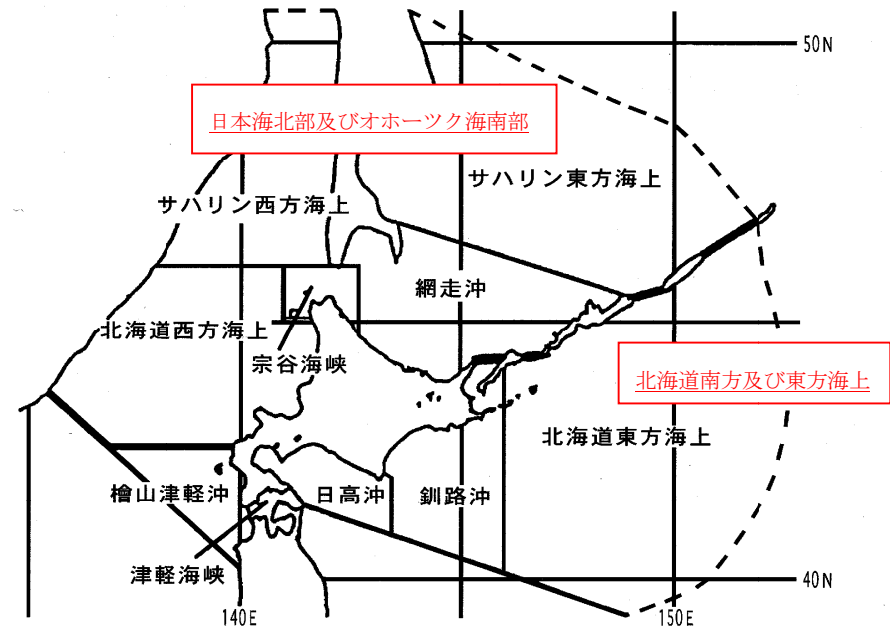 50N
日本海北部及びオホーツク海南部
サハリン東方海上
サハリン西方海上
網走沖
北海道西方海上
宗谷海峡
北海道南方及び東方海上
北海道東方海上
檜山津軽沖
日高沖
釧路沖
津軽海峡
40N
140E
150E